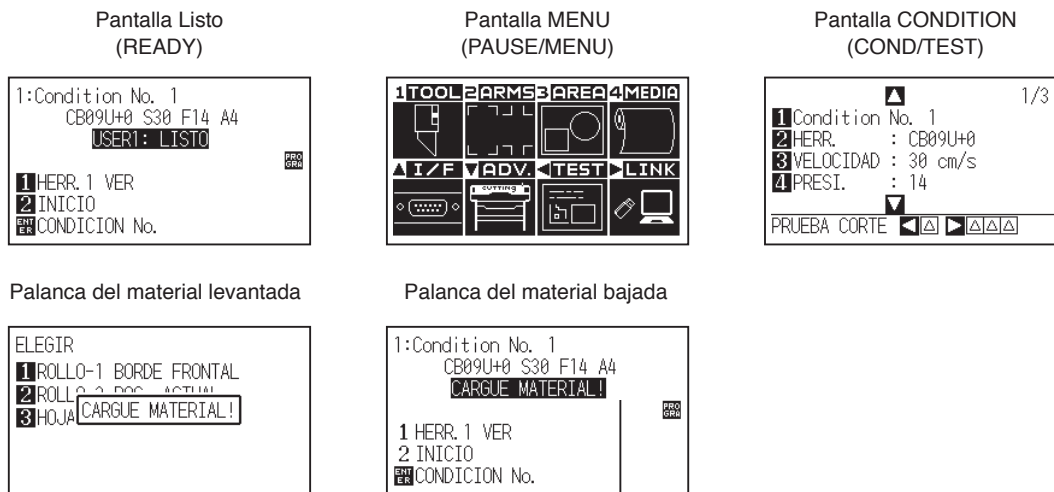 Pantalla Listo
(READY)
1:Condition No. 1
CB09U+0 S30 F14 A4
USER1: LISTO
PRO
GRA
1 HERR.1 VER
2 INICIO
ENT
ER CONDICION No.
Pantalla MENU
(PAUSE/MENU)
1 TOOL 2 ARMS 3 AREA 4 MEDIA
▲ I/F ▼ ADV. ◀ TEST ▶ LINK
CUTTING
Pantalla CONDITION
(COND/TEST)
▲ 1/3
1 Condition No. 1
2 HERR. : CB09U+0
3 VELOCIDAD : 30 cm/s
4 PRESI. : 14
▼
PRUEBA CORTE ◀△ ▶△△△
Palanca del material levantada
ELEGIR
1 ROLLO-1 BORDE FRONTAL
2 ROLL
3 HOJA
CARGUE MATERIAL!
Palanca del material bajada
1:Condition No. 1
CB09U+0 S30 F14 A4
CARGUE MATERIAL!
PRO
GRA
1 HERR.1 VER
2 INICIO
ENT
ER CONDICION No.